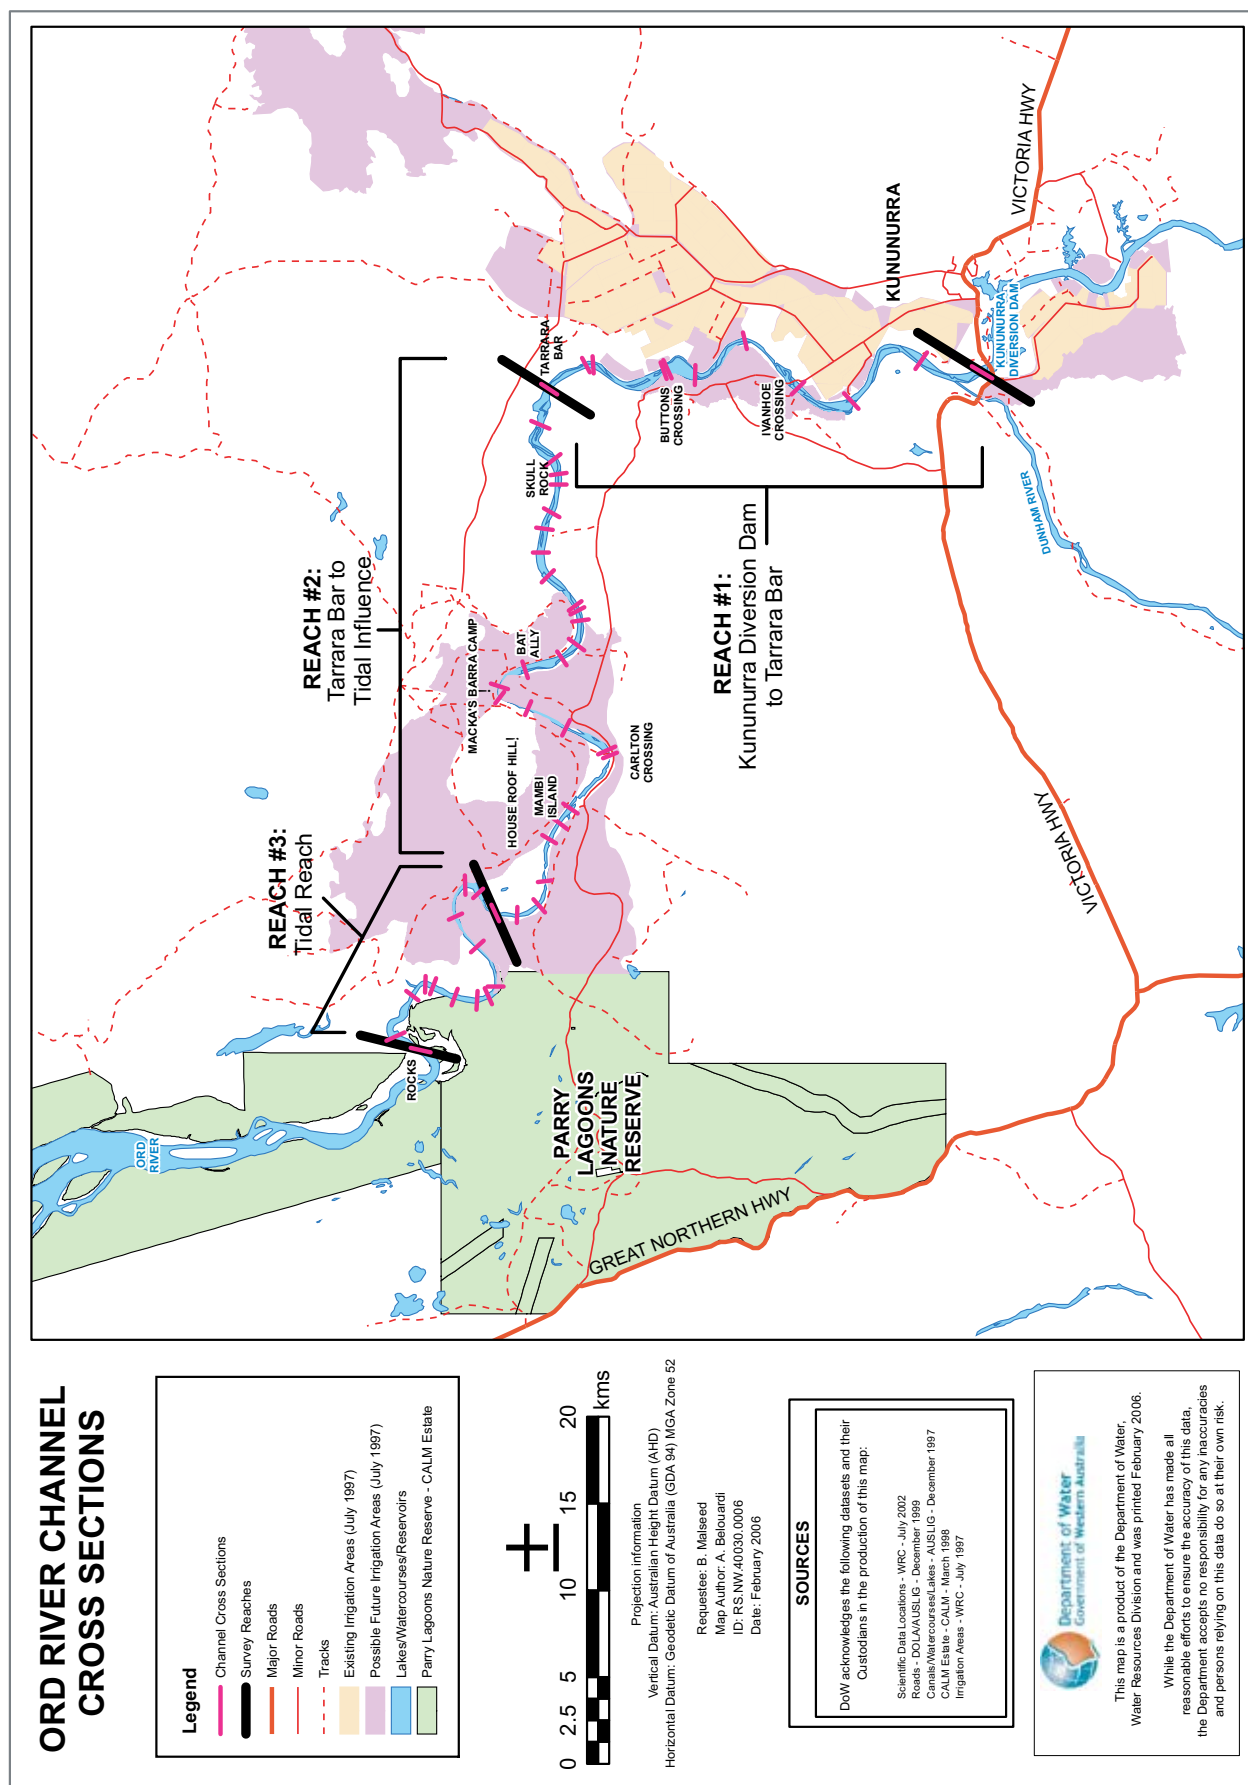 ORD RIVER CHANNEL
CROSS SECTIONS
Legend
Channel Cross Sections
Survey Reaches
Major Roads
Minor Roads
Tracks
Existing Irrigation Areas (July 1997)
Possible Future Irrigation Areas (July 1997)
Lakes/Watercourses/Reservoirs
Parry Lagoons Nature Reserve - CALM Estate
0 2.5 5 10 15 20
kms
Projection information
Vertical Datum: Australian Height Datum (AHD)
Horizontal Datum: Geodetic Datum of Australia (GDA 94) MGA Zone 52
Requestee: B. Malseed
Map Author: A. Belouardi
ID: RS.NW.40030.0006
Date: February 2006
SOURCES
DoW acknowledges the following datasets and their
Custodians in the production of this map:
Scientific Data Locations - WRC - July 2002
Roads - DOLA/AUSLIG - December 1999
Canals/Watercourses/Lakes - AUSLIG - December 1997
CALM Estate - CALM - March 1998
Irrigation Areas - WRC - July 1997
Department of Water
Government of Western Australia
This map is a product of the Department of Water,
Water Resources Division and was printed February 2006.
While the Department of Water has made all
reasonable efforts to ensure the accuracy of this data,
the Department accepts no responsibility for any inaccuracies
and persons relying on this data do so at their own risk.
ORD
RIVER
ROCKS
PARRY
LAGOONS
NATURE
RESERVE
GREAT NORTHERN HWY
REACH #3:
Tidal Reach
REACH #2:
Tarrara Bar to
Tidal Influence
MACKA'S BARRA CAMP
!
HOUSE ROOF HILL!
MAMBI
ISLAND
BAT
ALLY
CARLTON
CROSSING
SKULL
ROCK
TARRARA
BAR
BUTTONS
CROSSING
IVANHOE
CROSSING
REACH #1:
Kununurra Diversion Dam
to Tarrara Bar
KUNUNURRA
KUNUNURRA
DIVERSION DAM
DUNHAM RIVER
VICTORIA HWY
VICTORIA HWY